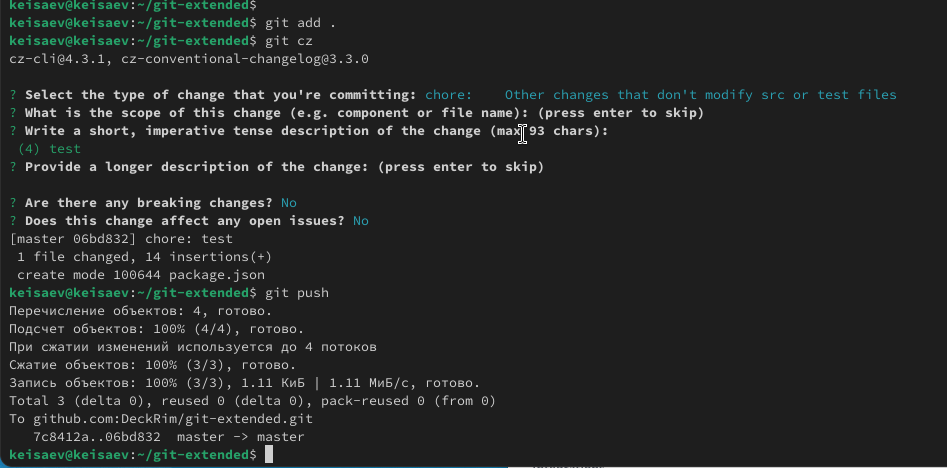 keisaev@keisaev:~/git-extended$
keisaev@keisaev:~/git-extended$ git add .
keisaev@keisaev:~/git-extended$ git cz
cz-cli@4.3.1, cz-conventional-changelog@3.3.0
? Select the type of change that you're committing: chore:    Other changes that don't modify src or test files
? What is the scope of this change (e.g. component or file name): (press enter to skip)
? Write a short, imperative tense description of the change (max 93 chars):
 (4) test
? Provide a longer description of the change: (press enter to skip)
? Are there any breaking changes? No
? Does this change affect any open issues? No
[master 06bd832] chore: test
 1 file changed, 14 insertions(+)
 create mode 100644 package.json
keisaev@keisaev:~/git-extended$ git push
Перечисление объектов: 4, готово.
Подсчет объектов: 100% (4/4), готово.
При сжатии изменений используется до 4 потоков
Сжатие объектов: 100% (3/3), готово.
Запись объектов: 100% (3/3), 1.11 КиБ | 1.11 МиБ/с, готово.
Total 3 (delta 0), reused 0 (delta 0), pack-reused 0 (from 0)
To github.com:DeckRim/git-extended.git
   7c8412a..06bd832  master -> master
keisaev@keisaev:~/git-extended$